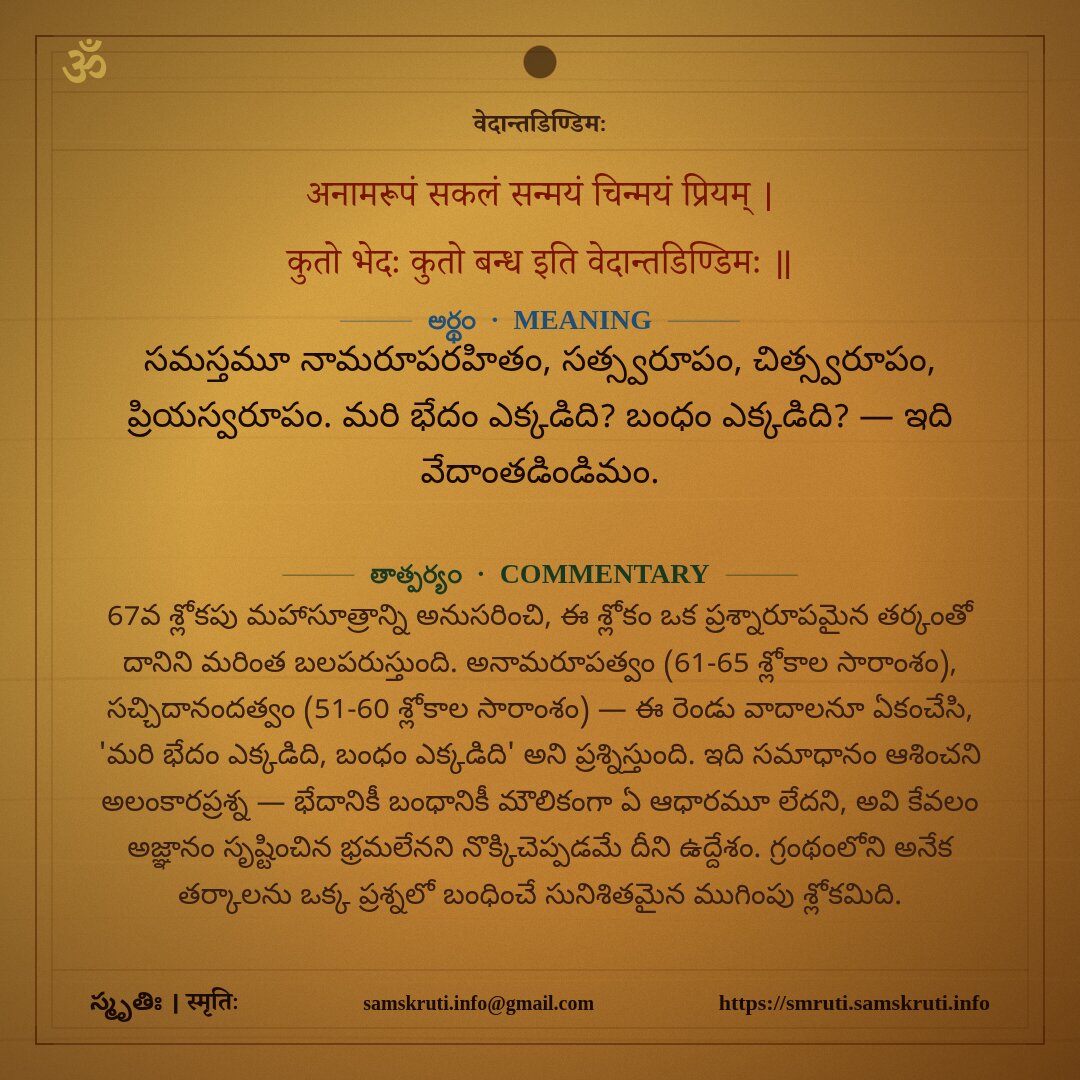 ॐ
वेदान्तडिण्डिमः
अनामरूपं सकलं सन्मयं चिन्मयं प्रियम् |
कुतो भेदः कुतो बन्ध इति वेदान्तडिण्डिमः ॥
అర్థం · MEANING
సమస్తమూ నామరూపరహితం, సత్స్వరూపం, చిత్స్వరూపం,
ప్రియస్వరూపం. మరి భేదం ఎక్కడిది? బంధం ఎక్కడిది? — ఇది
వేదాంతడిండిమం.
తాత్పర్యం · COMMENTARY
67వ శ్లోకపు మహాసూత్రాన్ని అనుసరించి, ఈ శ్లోకం ఒక ప్రశ్నారూపమైన తర్కంతో
దానిని మరింత బలపరుస్తుంది. అనామరూపత్వం (61-65 శ్లోకాల సారాంశం),
సచ్చిదానందత్వం (51-60 శ్లోకాల సారాంశం) — ఈ రెండు వాదాలనూ ఏకంచేసి,
'మరి భేదం ఎక్కడిది, బంధం ఎక్కడిది' అని ప్రశ్నిస్తుంది. ఇది సమాధానం ఆశించని
అలంకారప్రశ్న — భేదానికీ బంధానికీ మౌలికంగా ఏ ఆధారమూ లేదని, అవి కేవలం
అజ్ఞానం సృష్టించిన భ్రమలేనని నొక్కిచెప్పడమే దీని ఉద్దేశం. గ్రంథంలోని అనేక
తర్కాలను ఒక్క ప్రశ్నలో బంధించే సునిశితమైన ముగింపు శ్లోకమిది.
స్మృతిః | स्मृतिः samskruti.info@gmail.com https://smruti.samskruti.info